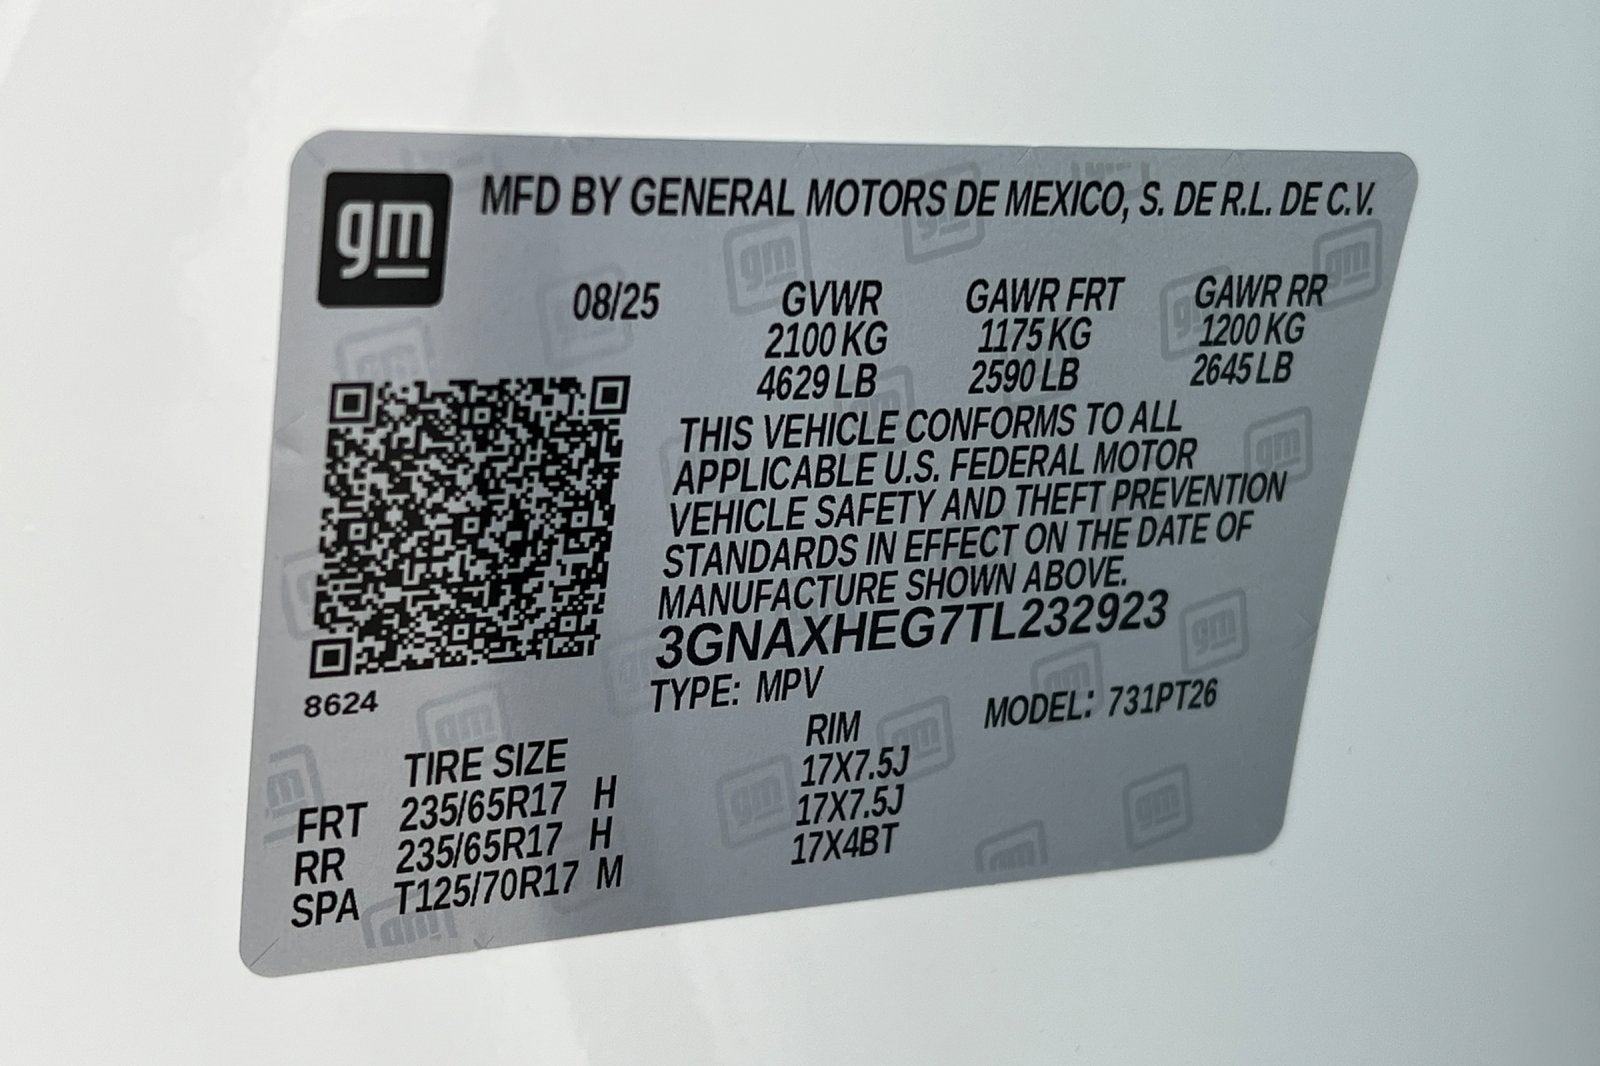 gm MFD BY GENERAL MOTORS DE MEXICO, S. DE R.L. DE C.V.
08/25 GVWR GAWR FRT GAWR RR
2100 KG 1175 KG 1200 KG
4629 LB 2590 LB 2645 LB
THIS VEHICLE CONFORMS TO ALL
APPLICABLE U.S. FEDERAL MOTOR
VEHICLE SAFETY AND THEFT PREVENTION
STANDARDS IN EFFECT ON THE DATE OF
MANUFACTURE SHOWN ABOVE.
3GNAXHEG7TL232923
8624
TYPE: MPV MODEL: 731PT26
TIRE SIZE RIM
FRT 235/65R17 H 17X7.5J
RR 235/65R17 H 17X7.5J
SPA T125/70R17 M 17X4BT